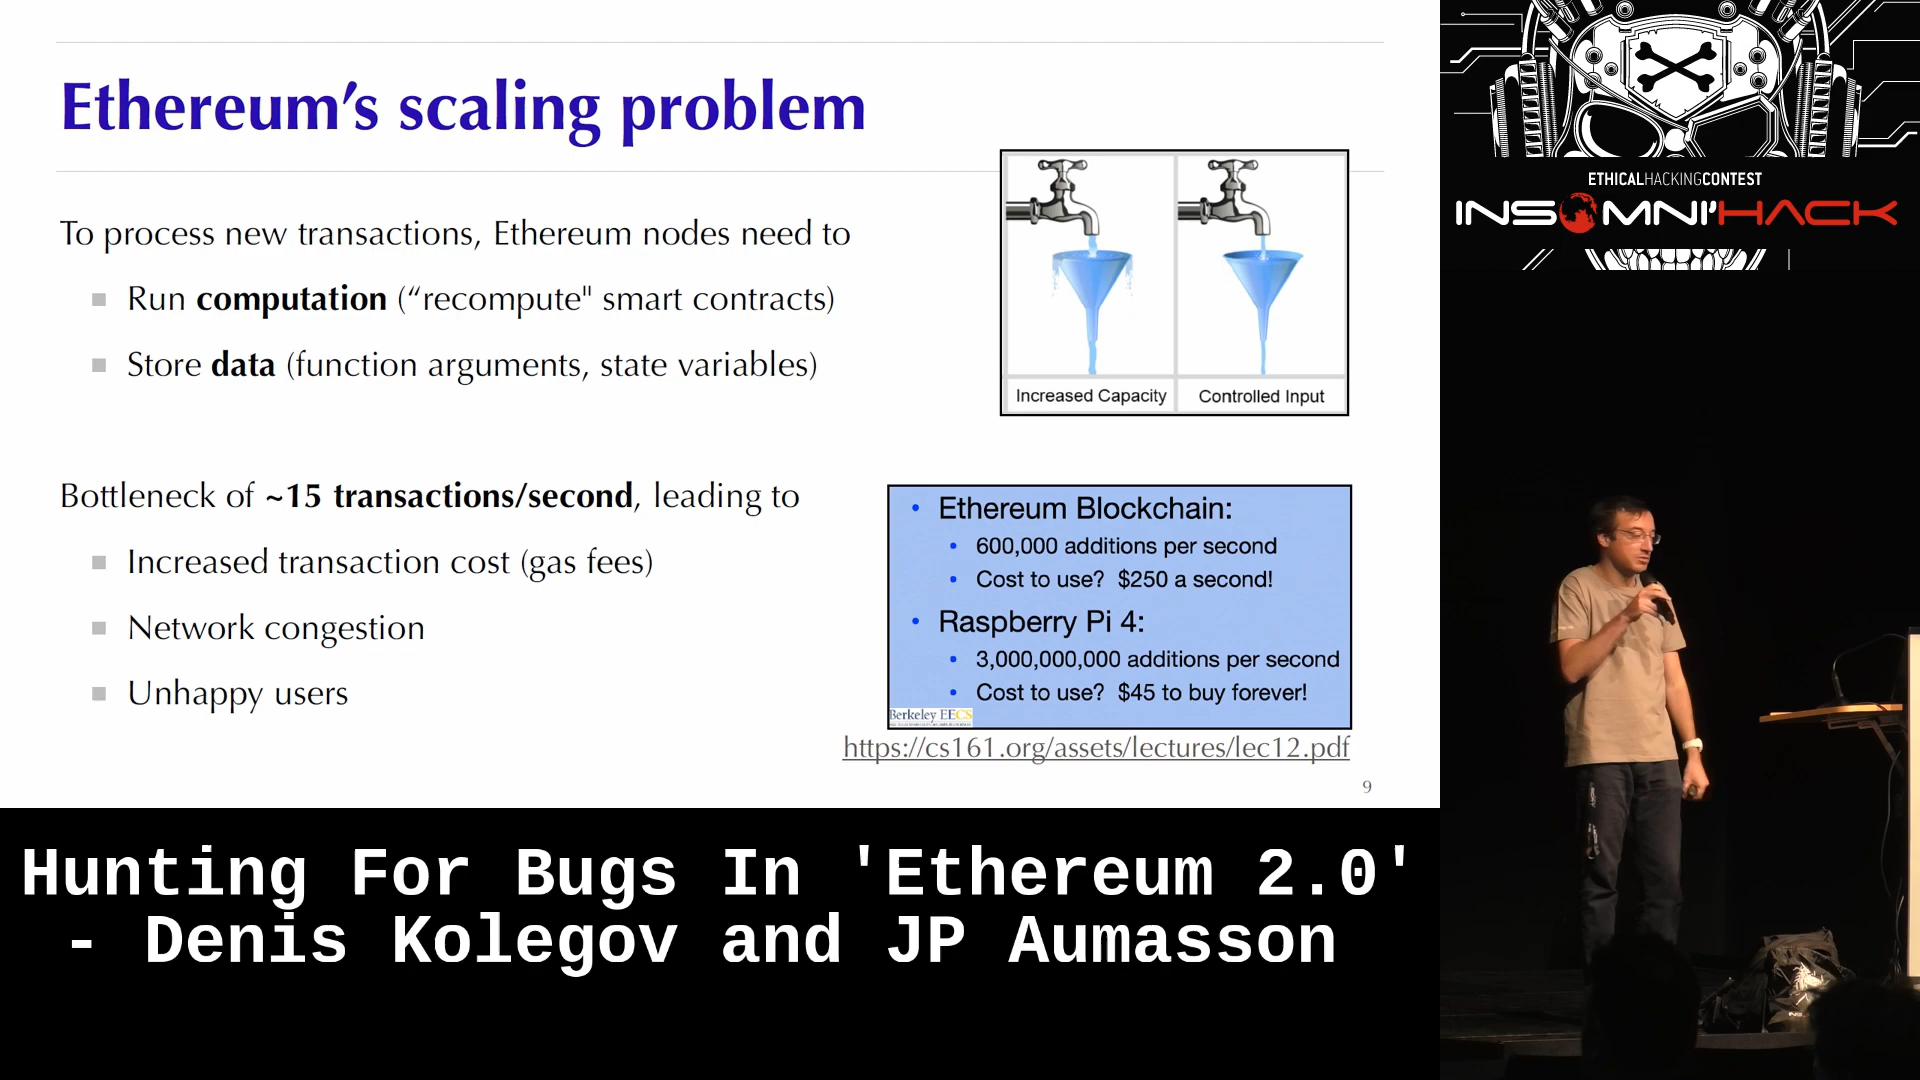 Ethereum’s scaling problem
To process new transactions, Ethereum nodes need to
Run computation (“recompute" smart contracts)
Store data (function arguments, state variables)
Increased Capacity
Controlled Input
Bottleneck of ~15 transactions/second, leading to
Increased transaction cost (gas fees)
Network congestion
Unhappy users
• Ethereum Blockchain:
• 600,000 additions per second
• Cost to use? $250 a second!
• Raspberry Pi 4:
• 3,000,000,000 additions per second
• Cost to use? $45 to buy forever!
Berkeley EECS
https://cs161.org/assets/lectures/lec12.pdf
9
ETHICALHACKINGCONTEST
INSOMNI'HACK
Hunting For Bugs In 'Ethereum 2.0'
- Denis Kolegov and JP Aumasson